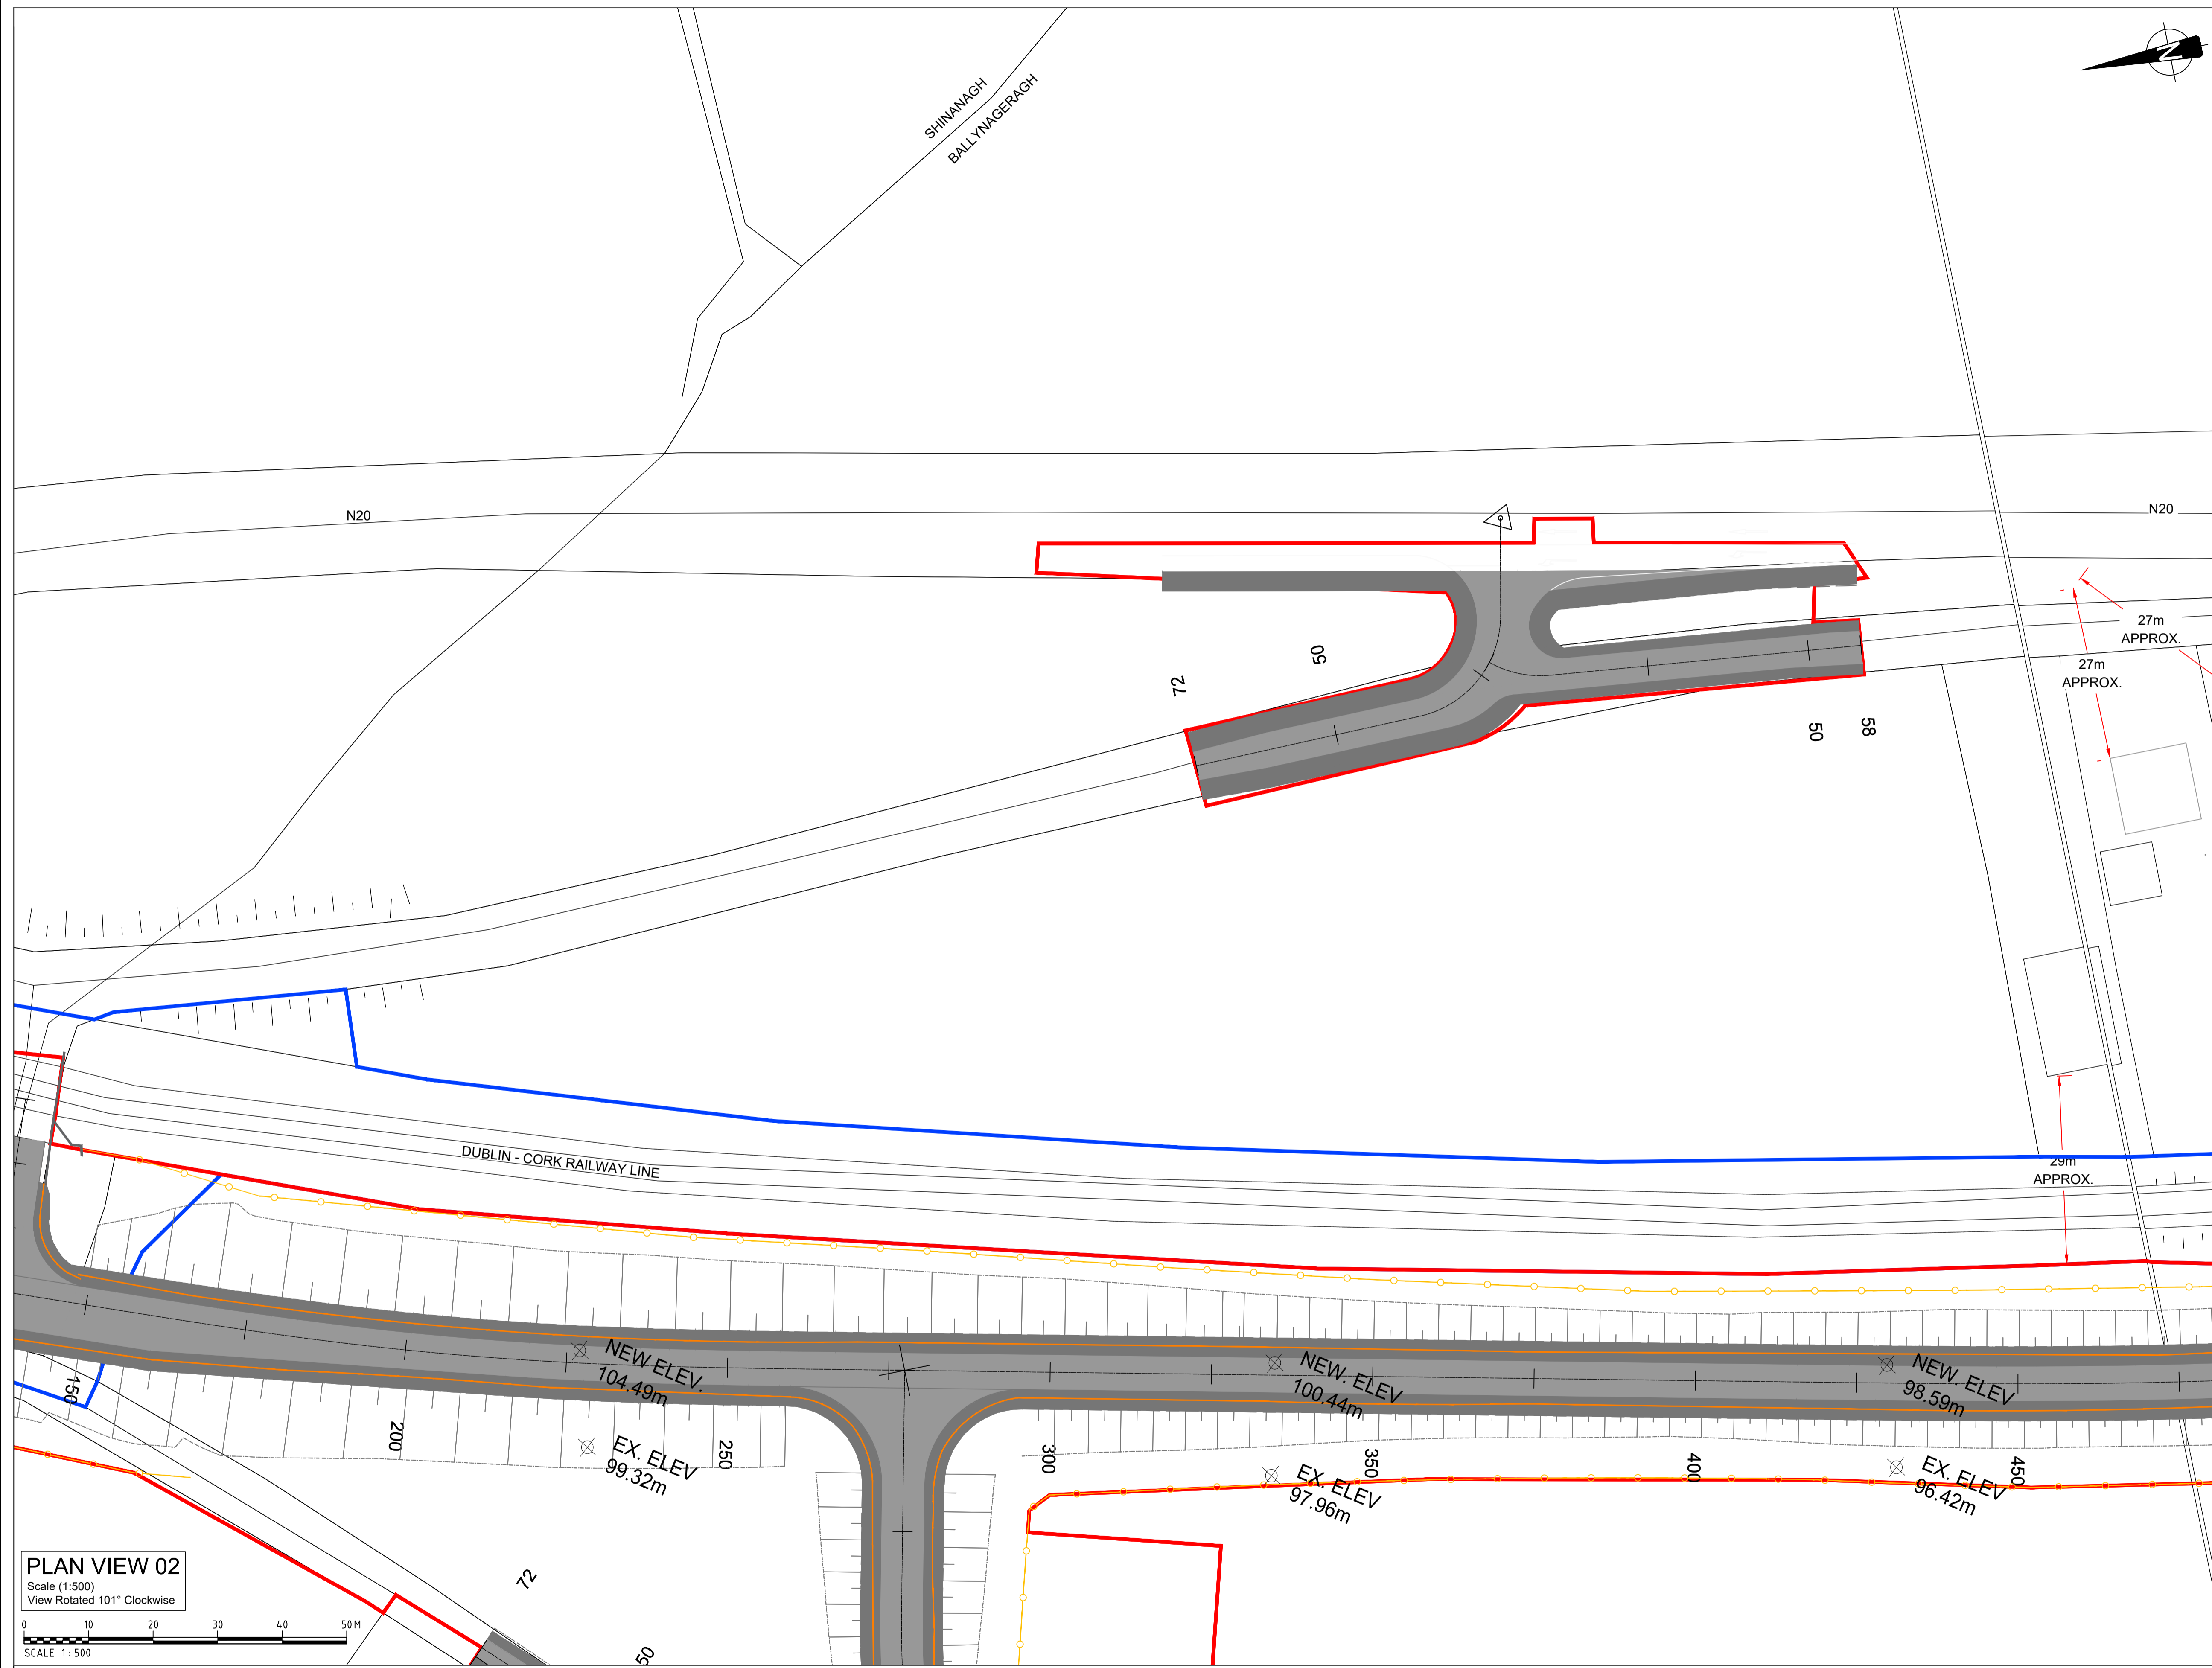 N
SHINANAGH
BALLYNAGERAGH
N20
N20
27m
APPROX.
27m
APPROX.
50
72
50
58
DUBLIN - CORK RAILWAY LINE
29m
APPROX.
NEW ELEV.
104.49m
NEW. ELEV
100.44m
NEW. ELEV
98.59m
150
200
250
300
350
400
450
EX. ELEV
99.32m
EX. ELEV
97.96m
EX. ELEV
96.42m
72
50
PLAN VIEW 02
Scale (1:500)
View Rotated 101° Clockwise
0 10 20 30 40 50 M
SCALE 1:500